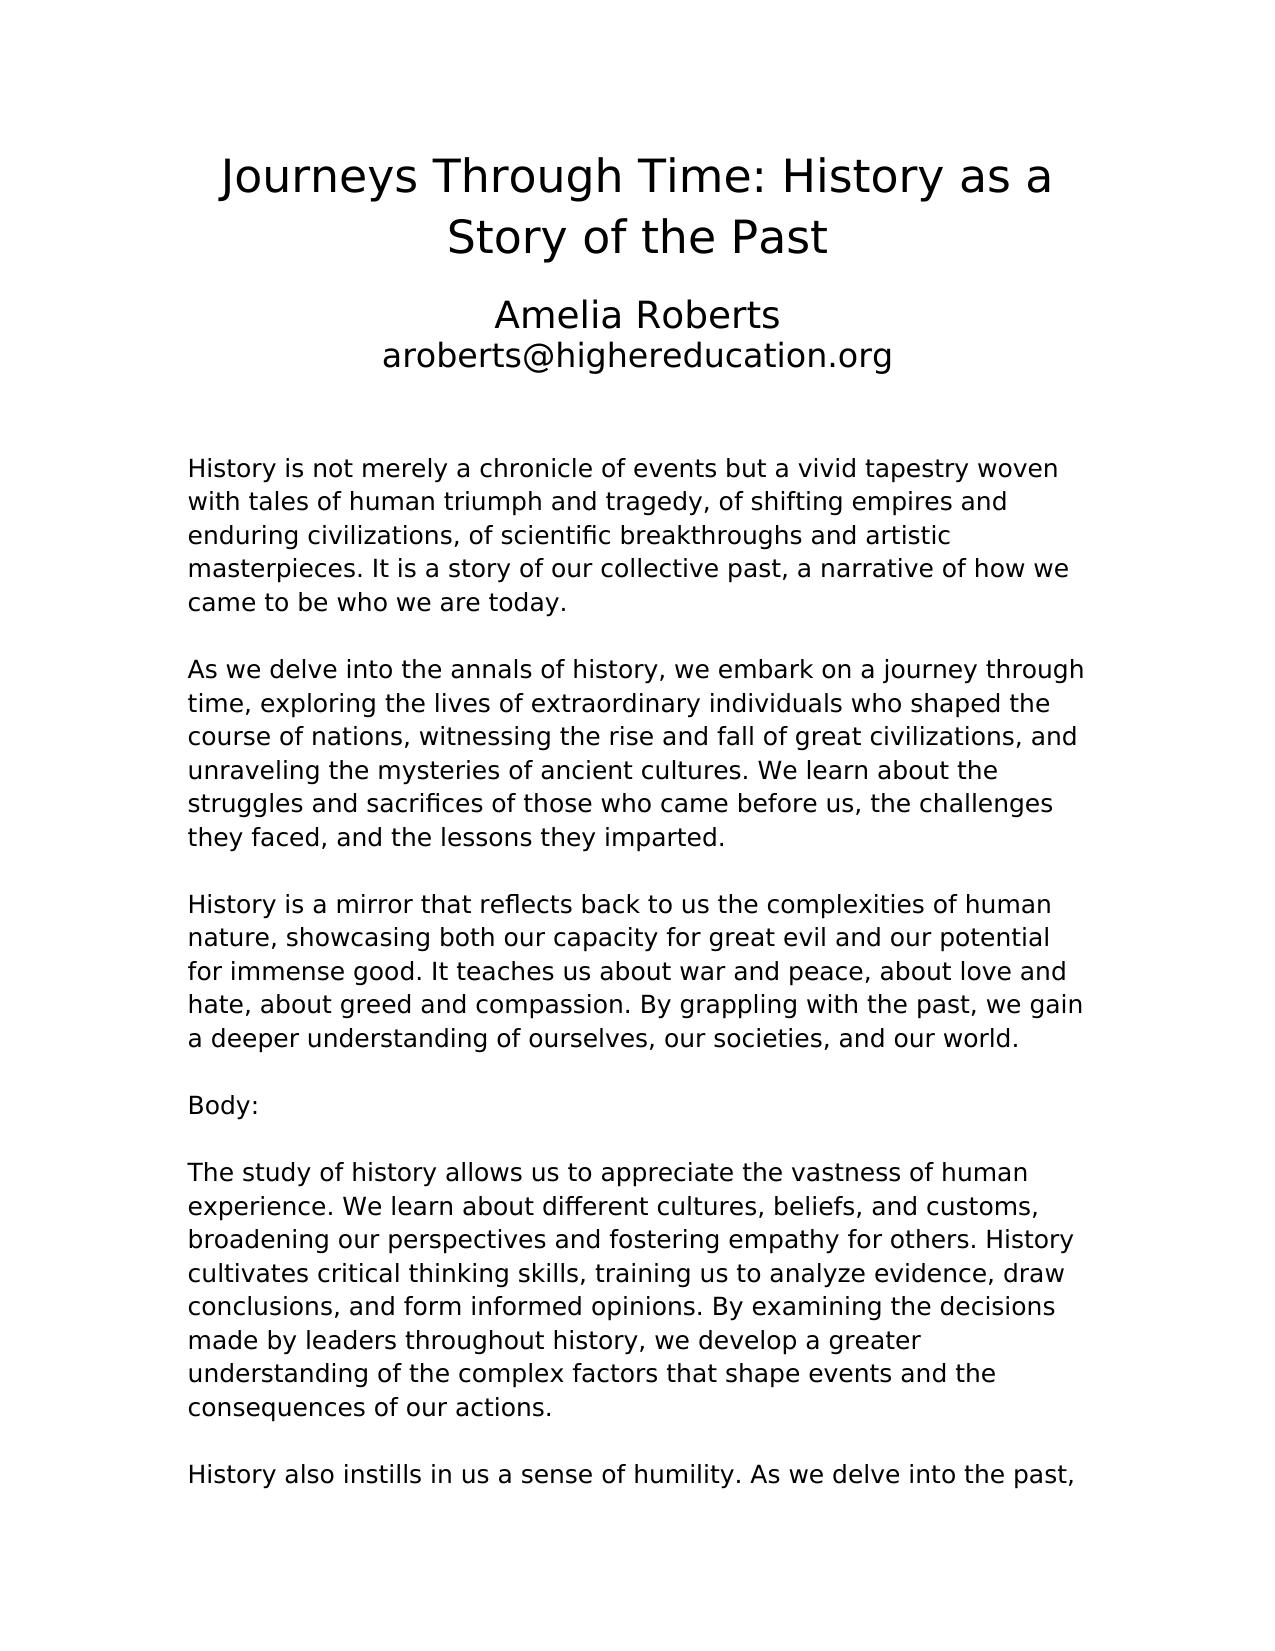 Journeys Through Time: History as a
Story of the Past
Amelia Roberts
aroberts@highereducation.org
History is not merely a chronicle of events but a vivid tapestry woven
with tales of human triumph and tragedy, of shifting empires and
enduring civilizations, of scientific breakthroughs and artistic
masterpieces. It is a story of our collective past, a narrative of how we
came to be who we are today.
As we delve into the annals of history, we embark on a journey through
time, exploring the lives of extraordinary individuals who shaped the
course of nations, witnessing the rise and fall of great civilizations, and
unraveling the mysteries of ancient cultures. We learn about the
struggles and sacrifices of those who came before us, the challenges
they faced, and the lessons they imparted.
History is a mirror that reflects back to us the complexities of human
nature, showcasing both our capacity for great evil and our potential
for immense good. It teaches us about war and peace, about love and
hate, about greed and compassion. By grappling with the past, we gain
a deeper understanding of ourselves, our societies, and our world.
Body:
The study of history allows us to appreciate the vastness of human
experience. We learn about different cultures, beliefs, and customs,
broadening our perspectives and fostering empathy for others. History
cultivates critical thinking skills, training us to analyze evidence, draw
conclusions, and form informed opinions. By examining the decisions
made by leaders throughout history, we develop a greater
understanding of the complex factors that shape events and the
consequences of our actions.
History also instills in us a sense of humility. As we delve into the past,